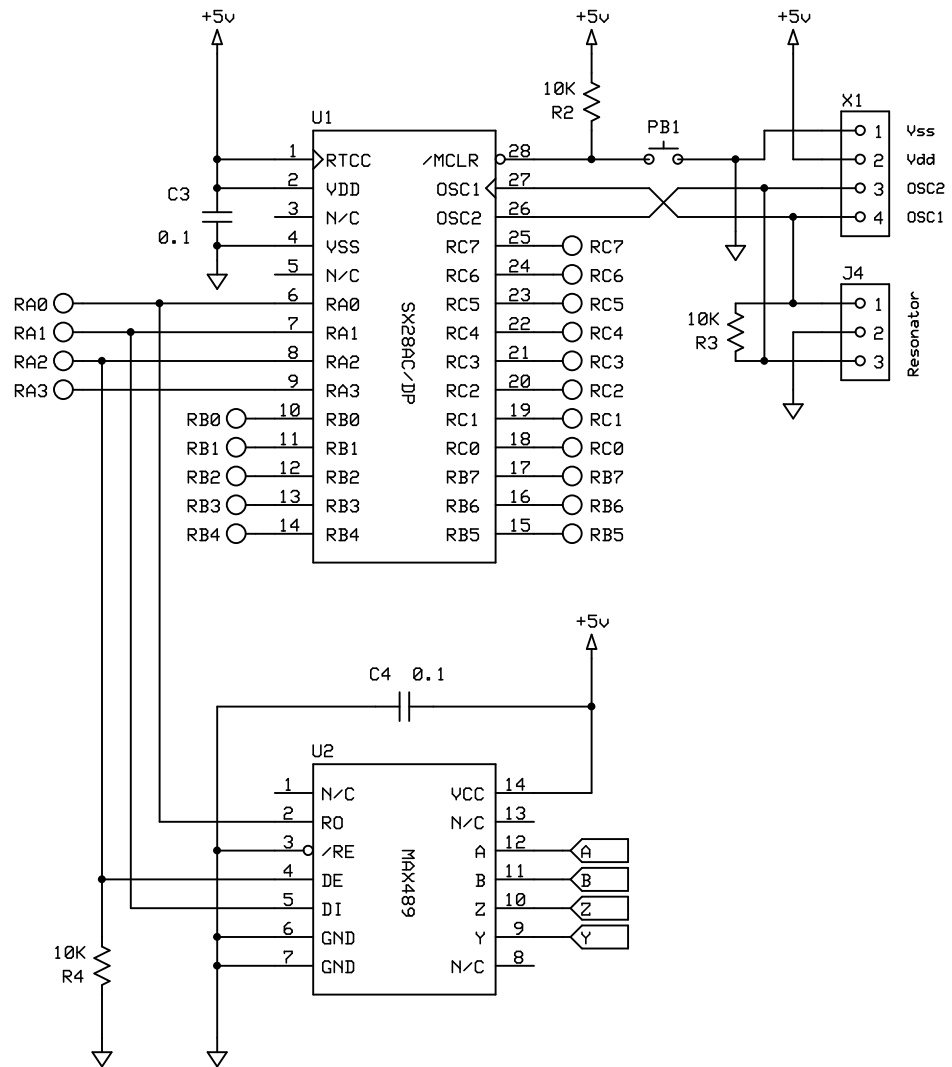 +5v
+5v
+5v
10K
R2
X1
U1
PB1
1 Vss
2 Vdd
3 OSC2
4 OSC1
1 RTCC
/MCLR 28
C3
2 VDD
OSC1 27
3 N/C
OSC2 26
0.1
4 VSS
RC7 25 RC7
5 N/C
RC6 24 RC6
J4
RA0 6 RA0
RC5 23 RC5
1
RA1 7 RA1
RC4 22 RC4
10K
R3
2
RA2 8 RA2
RC3 21 RC3
3
Resonator
RA3 9 RA3
RC2 20 RC2
SX28AC/DP
RB0 10 RB0
RC1 19 RC1
RB1 11 RB1
RC0 18 RC0
RB2 12 RB2
RB7 17 RB7
RB3 13 RB3
RB6 16 RB6
RB4 14 RB4
RB5 15 RB5
+5v
C4 0.1
U2
1 N/C
VCC 14
2 RO
N/C 13
3 /RE
A 12 A
4 DE
B 11 B
MAX489
5 DI
Z 10 Z
6 GND
Y 9 Y
7 GND
N/C 8
10K
R4